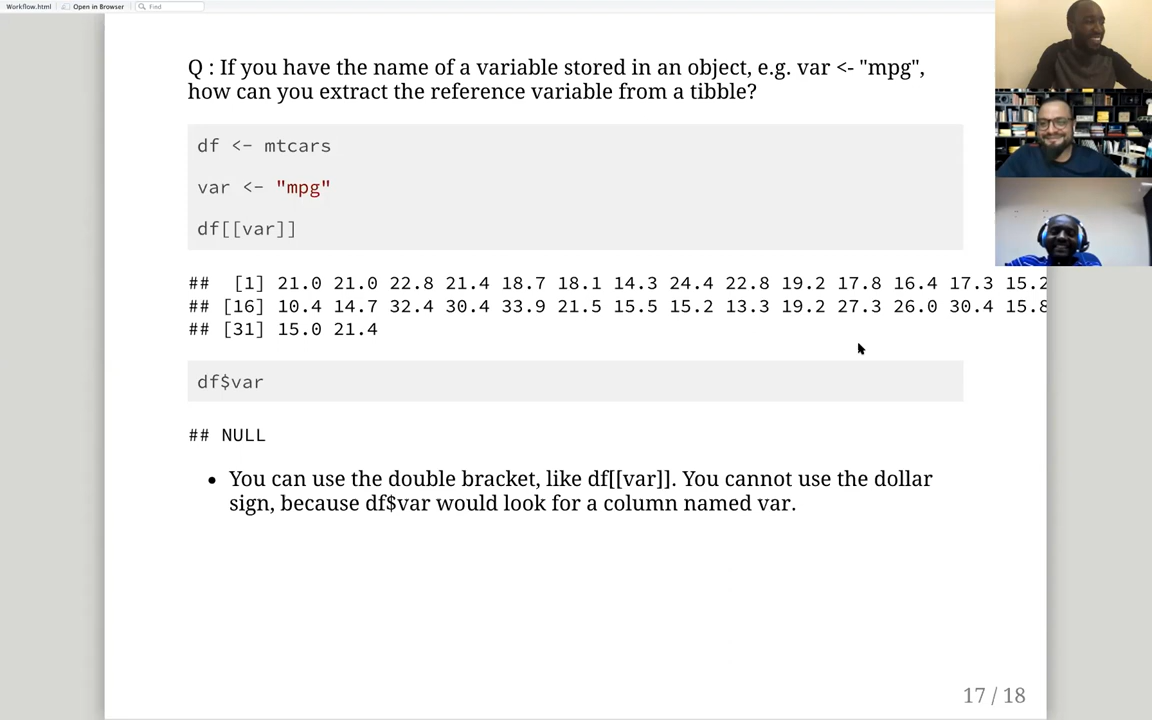 Workflow.html Open in Browser Find
Q : If you have the name of a variable stored in an object, e.g. var <- "mpg",
how can you extract the reference variable from a tibble?
df <- mtcars
var <- "mpg"
df[[var]]
## [1] 21.0 21.0 22.8 21.4 18.7 18.1 14.3 24.4 22.8 19.2 17.8 16.4 17.3 15.2
## [16] 10.4 14.7 32.4 30.4 33.9 21.5 15.5 15.2 13.3 19.2 27.3 26.0 30.4 15.8
## [31] 15.0 21.4
df$var
## NULL
• You can use the double bracket, like df[[var]]. You cannot use the dollar
sign, because df$var would look for a column named var.
17 / 18